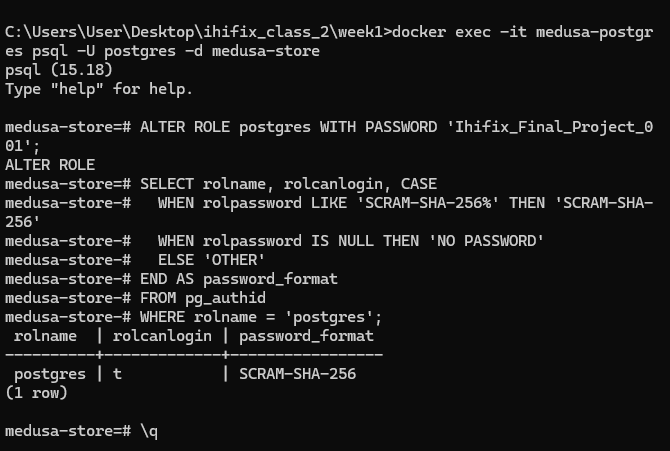 C:\Users\User\Desktop\ihifix_class_2\week1>docker exec -it medusa-postgr
es psql -U postgres -d medusa-store
psql (15.18)
Type "help" for help.

medusa-store=# ALTER ROLE postgres WITH PASSWORD 'Ihifix_Final_Project_0
01';
ALTER ROLE
medusa-store=# SELECT rolname, rolcanlogin, CASE
medusa-store-#   WHEN rolpassword LIKE 'SCRAM-SHA-256%' THEN 'SCRAM-SHA-
256'
medusa-store-#   WHEN rolpassword IS NULL THEN 'NO PASSWORD'
medusa-store-#   ELSE 'OTHER'
medusa-store-# END AS password_format
medusa-store-# FROM pg_authid
medusa-store-# WHERE rolname = 'postgres';
 rolname  | rolcanlogin | password_format
----------+-------------+-----------------
 postgres | t           | SCRAM-SHA-256
(1 row)

medusa-store=# \q